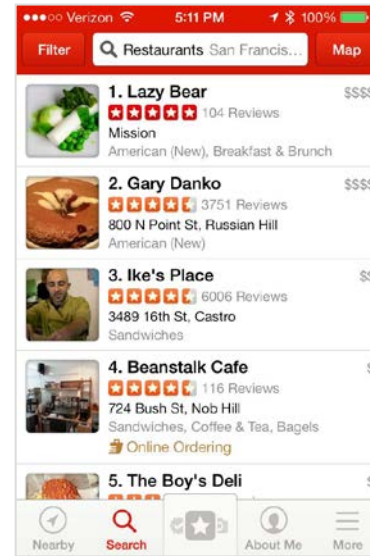 Verizon 5:11 PM 100%
Filter Restaurants San Francis... Map
1. Lazy Bear $$$$
104 Reviews
Mission
American (New), Breakfast & Brunch
2. Gary Danko $$$$
3751 Reviews
800 N Point St, Russian Hill
American (New)
3. Ike's Place $$
6006 Reviews
3489 16th St, Castro
Sandwiches
4. Beanstalk Cafe $
116 Reviews
724 Bush St, Nob Hill
Sandwiches, Coffee & Tea, Bagels
Online Ordering
5. The Boy's Deli $
Nearby Search About Me More